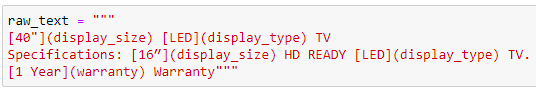 raw_text = """
[40"](display_size) [LED](display_type) TV
Specifications: [16”](display_size) HD READY [LED](display_type) TV.
[1 Year](warranty) Warranty"""